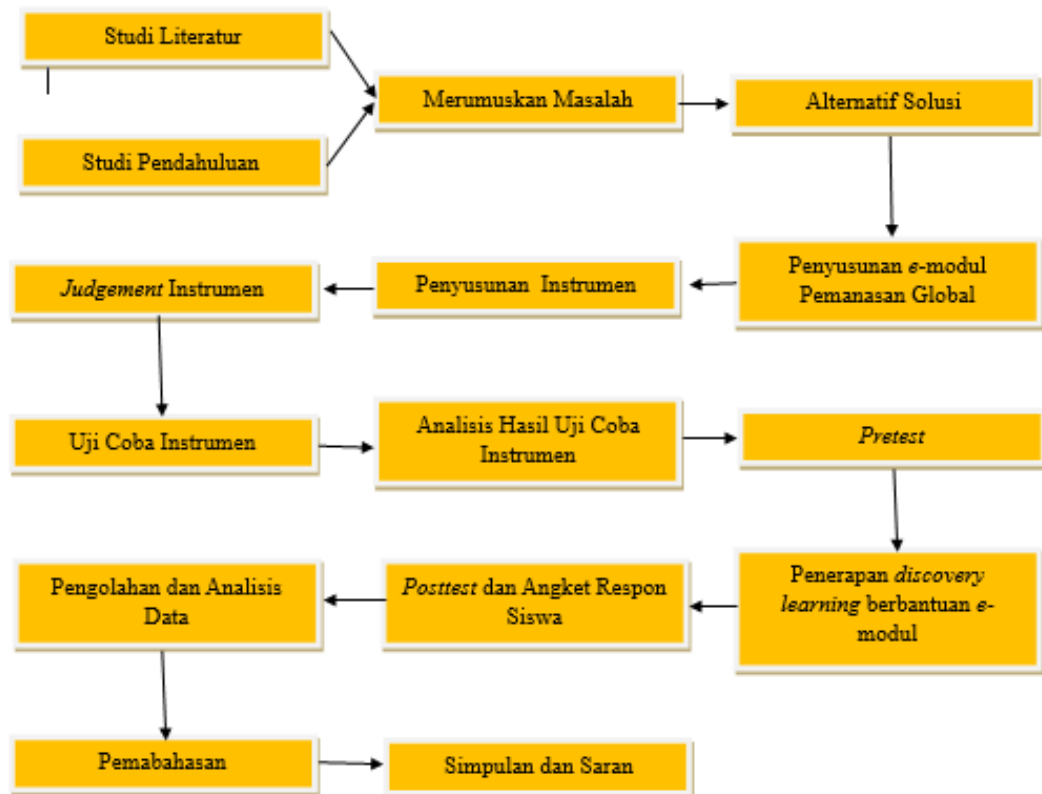 Studi Literatur
Merumuskan Masalah
Alternatif Solusi
Studi Pendahuluan
Penyusunan e-modul
Pemanasan Global
Penyusunan Instrumen
Judgement Instrumen
Uji Coba Instrumen
Analisis Hasil Uji Coba
Instrumen
Pretest
Penerapan discovery
learning berbantuan e-
modul
Posttest dan Angket Respon
Siswa
Pengolahan dan Analisis
Data
Pemabahasan
Simpulan dan Saran